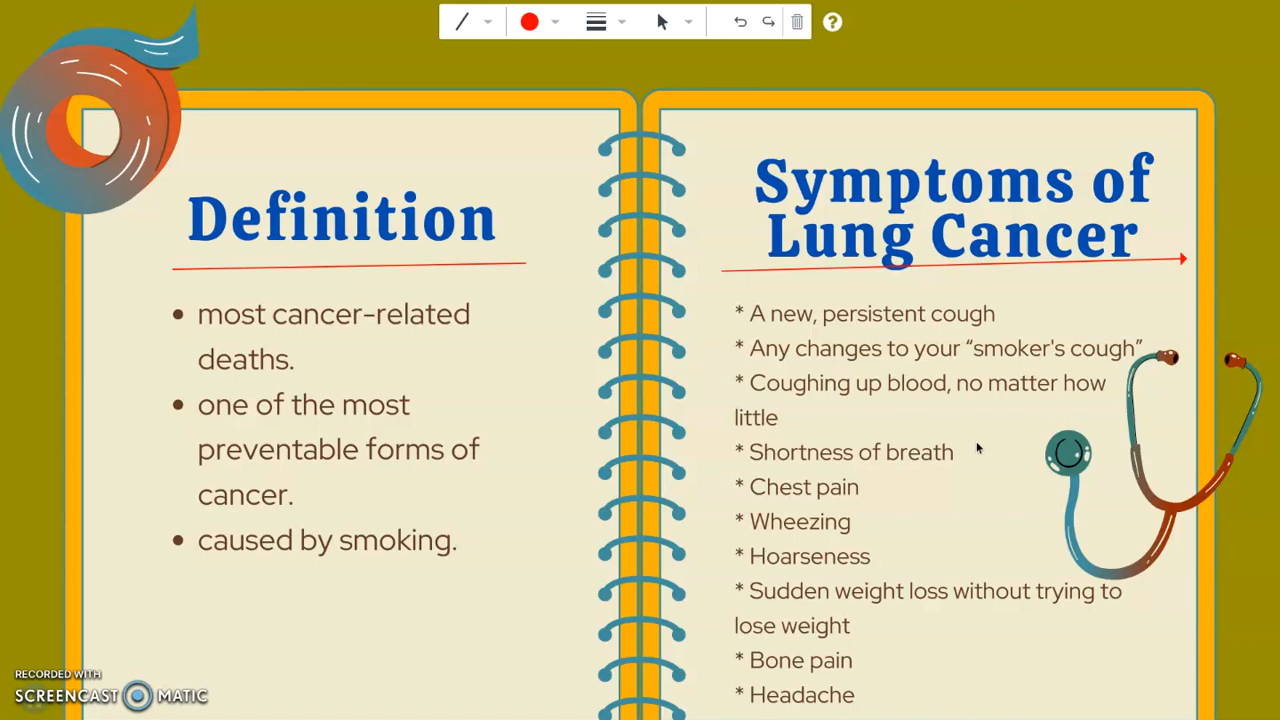 Definition
most cancer-related
deaths.
one of the most
preventable forms of
cancer.
caused by smoking.
Symptoms of
Lung Cancer
* A new, persistent cough
* Any changes to your “smoker's cough”
* Coughing up blood, no matter how
little
* Shortness of breath
* Chest pain
* Wheezing
* Hoarseness
* Sudden weight loss without trying to
lose weight
* Bone pain
* Headache
RECORDED WITH
SCREENCAST MATIC